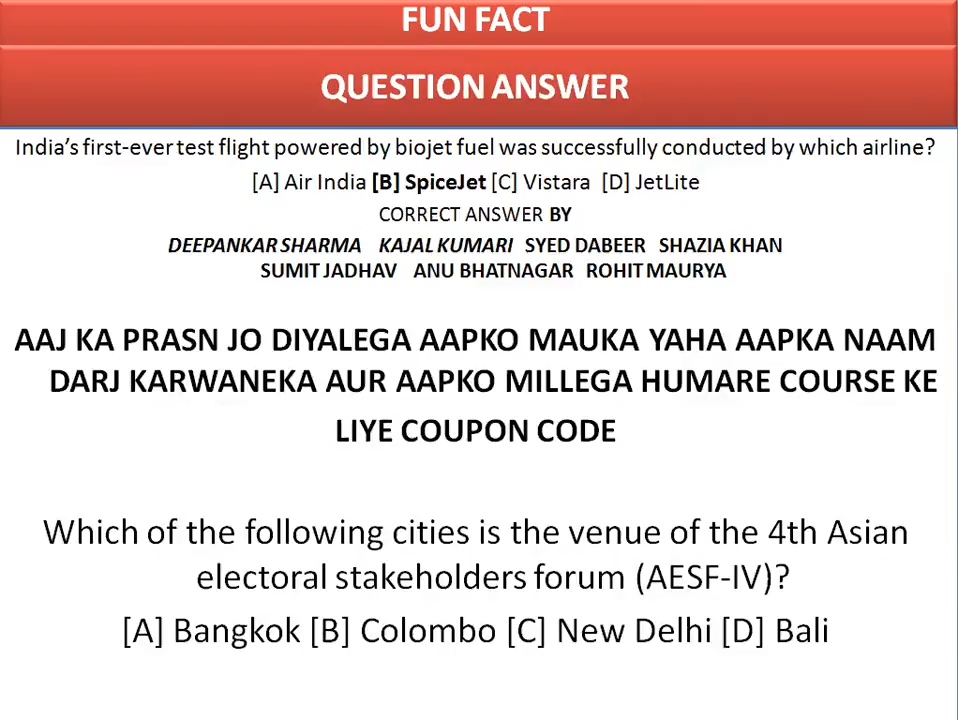 FUN FACT
QUESTION ANSWER
India's first-ever test flight powered by biojet fuel was successfully conducted by which airline?
[A] Air India [B] SpiceJet [C] Vistara [D] JetLite
CORRECT ANSWER BY
DEEPANKAR SHARMA KAJAL KUMARI SYED DABEER SHAZIA KHAN
SUMIT JADHAV ANU BHATNAGAR ROHIT MAURYA
AAJ KA PRASN JO DIYALEGA AAPKO MAUKA YAHA AAPKA NAAM
DARJ KARWANEKA AUR AAPKO MILLEGA HUMARE COURSE KE
LIYE COUPON CODE
Which of the following cities is the venue of the 4th Asian
electoral stakeholders forum (AESF-IV)?
[A] Bangkok [B] Colombo [C] New Delhi [D] Bali